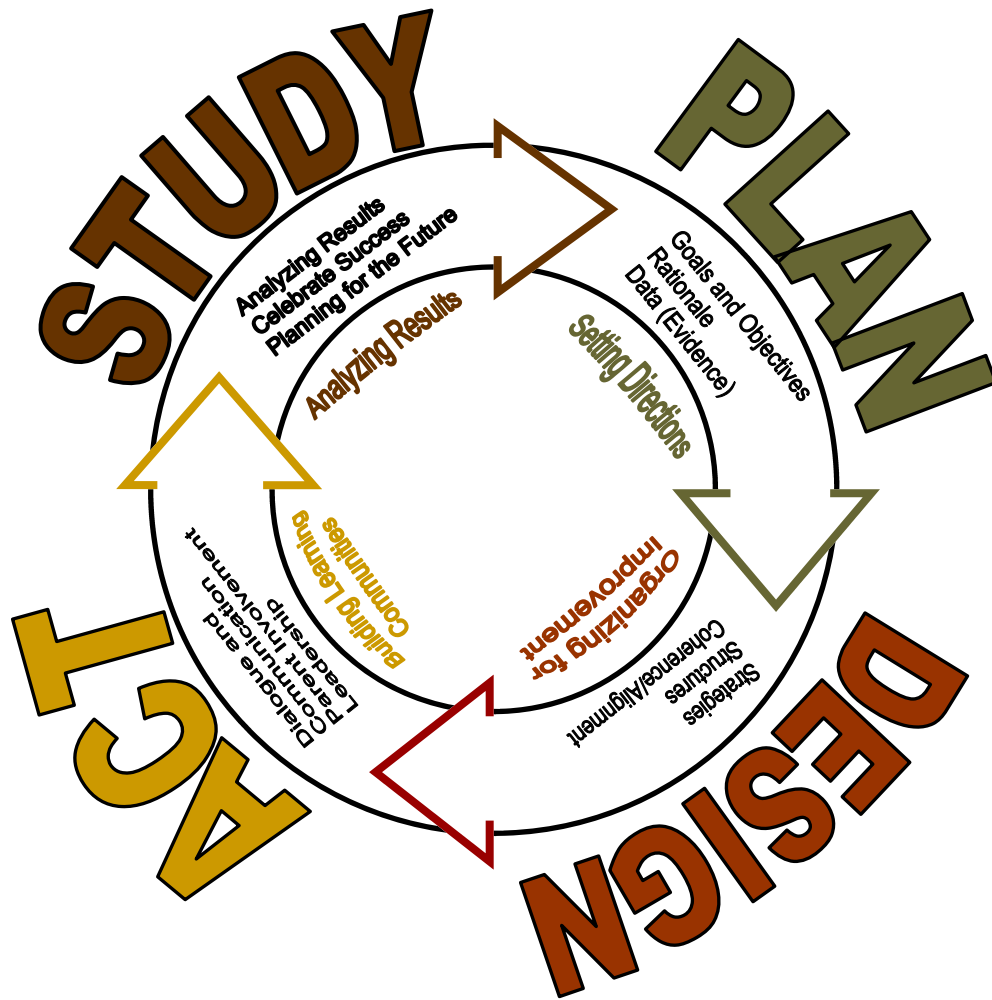 STUDY
Analyzing Results
Celebrate Success
Planning for the Future
Analyzing Results
PLAN
Goals and Objectives
Rationale
Data (Evidence)
Setting Directions
DESIGN
Strategies
Structures
Coherence/Alignment
Organizing for
Improvement
ACT
Dialogue and
Communication
Parent Involvement
Leadership
Building Learning
Communities